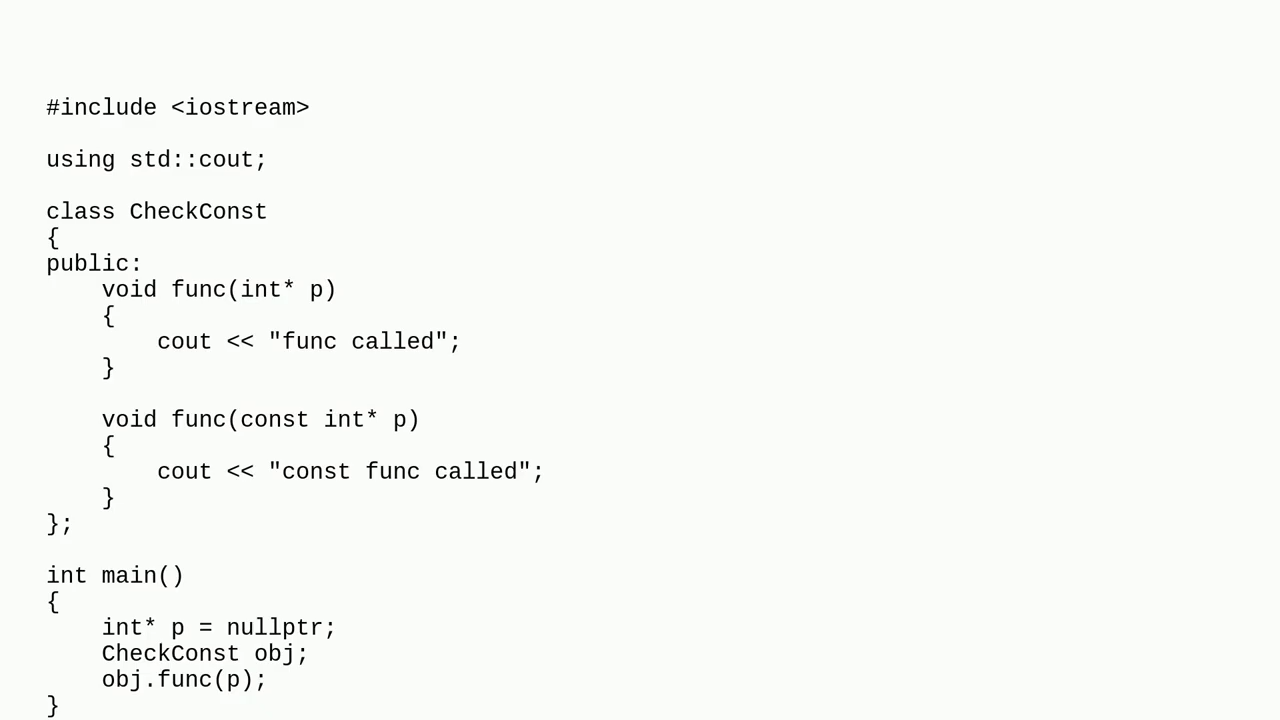 #include <iostream>
using std::cout;
class CheckConst
{
public:
    void func(int* p)
    {
        cout << "func called";
    }
    void func(const int* p)
    {
        cout << "const func called";
    }
};
int main()
{
    int* p = nullptr;
    CheckConst obj;
    obj.func(p);
}